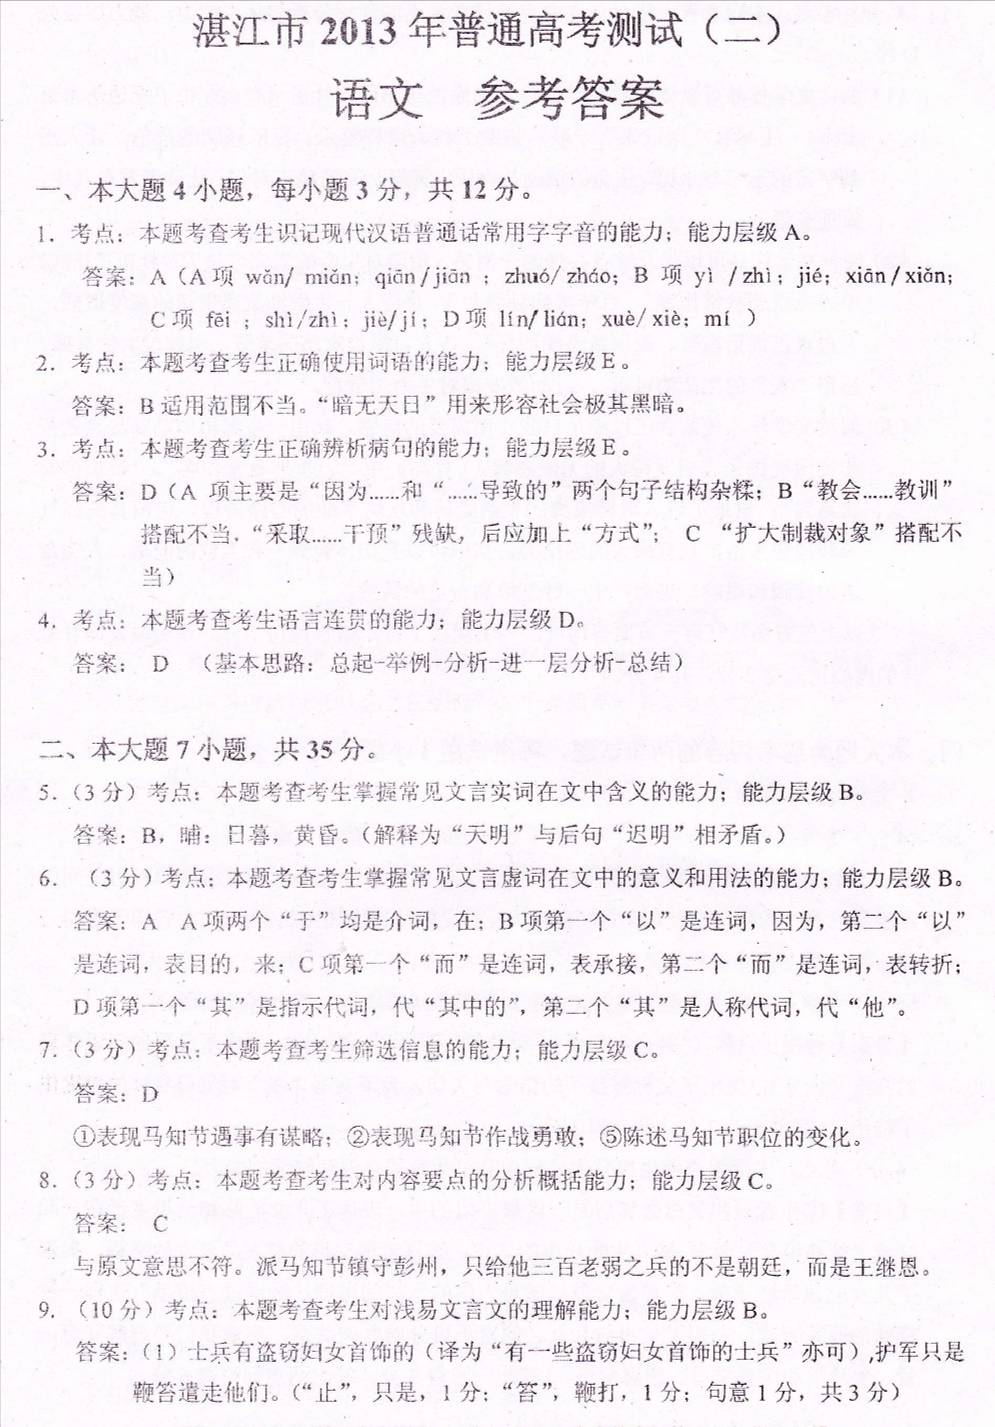 湛江市 2013 年普通高考测试（二）
语文 参考答案
一、本大题 4 小题，每小题 3 分，共 12 分。
1．考点：本题考查考生识记现代汉语普通话常用字字音的能力；能力层级 A。
答案：A（A 项 wǎn/ miǎn；qiān / jiān ；zhuó/ zháo；B 项 yì / zhì；jié；xiān / xiǎn；
C 项 fēi ；shì/zhì；jiè/ jí；D 项 lín/ lián；xuè/ xiè；mí ）
2．考点：本题考查考生正确使用词语的能力；能力层级 E。
答案：B 适用范围不当。“暗无天日”用来形容社会极其黑暗。
3．考点：本题考查考生正确辨析病句的能力；能力层级 E。
答案：D（A 项主要是“因为......和“......导致的”两个句子结构杂糅；B“教会......教训”
搭配不当，“采取......干预”残缺，后应加上“方式”； C “扩大制裁对象”搭配不
当）
4．考点：本题考查考生语言连贯的能力；能力层级 D。
答案： D （基本思路：总起-举例-分析-进一层分析-总结）
二、本大题 7 小题，共 35 分。
5．（3 分）考点：本题考查考生掌握常见文言实词在文中含义的能力；能力层级 B。
答案：B，晡：日暮，黄昏。（解释为“天明”与后句“迟明”相矛盾。）
6．（3 分）考点：本题考查考生掌握常见文言虚词在文中的意义和用法的能力；能力层级 B。
答案：A A 项两个“于”均是介词，在；B 项第一个“以”是连词，因为，第二个“以”
是连词，表目的，来；C 项第一个“而”是连词，表承接，第二个“而”是连词，表转折；
D 项第一个“其”是指示代词，代“其中的”，第二个“其”是人称代词，代“他”。
7．（3 分）考点：本题考查考生筛选信息的能力；能力层级 C。
答案：D
①表现马知节遇事有谋略；②表现马知节作战勇敢；⑤陈述马知节职位的变化。
8．（3 分）考点：本题考查考生对内容要点的分析概括能力；能力层级 C。
答案： C
与原文意思不符。派马知节镇守彭州，只给他三百老弱之兵的不是朝廷，而是王继恩。
9．（10 分）考点：本题考查考生对浅易文言文的理解能力；能力层级 B。
答案：（1）士兵有盗窃妇女首饰的（译为“有一些盗窃妇女首饰的士兵”亦可）,护军只是
鞭笞遣走他们。（“止”，只是，1 分；“笞”，鞭打，1 分；句意 1 分，共 3 分）